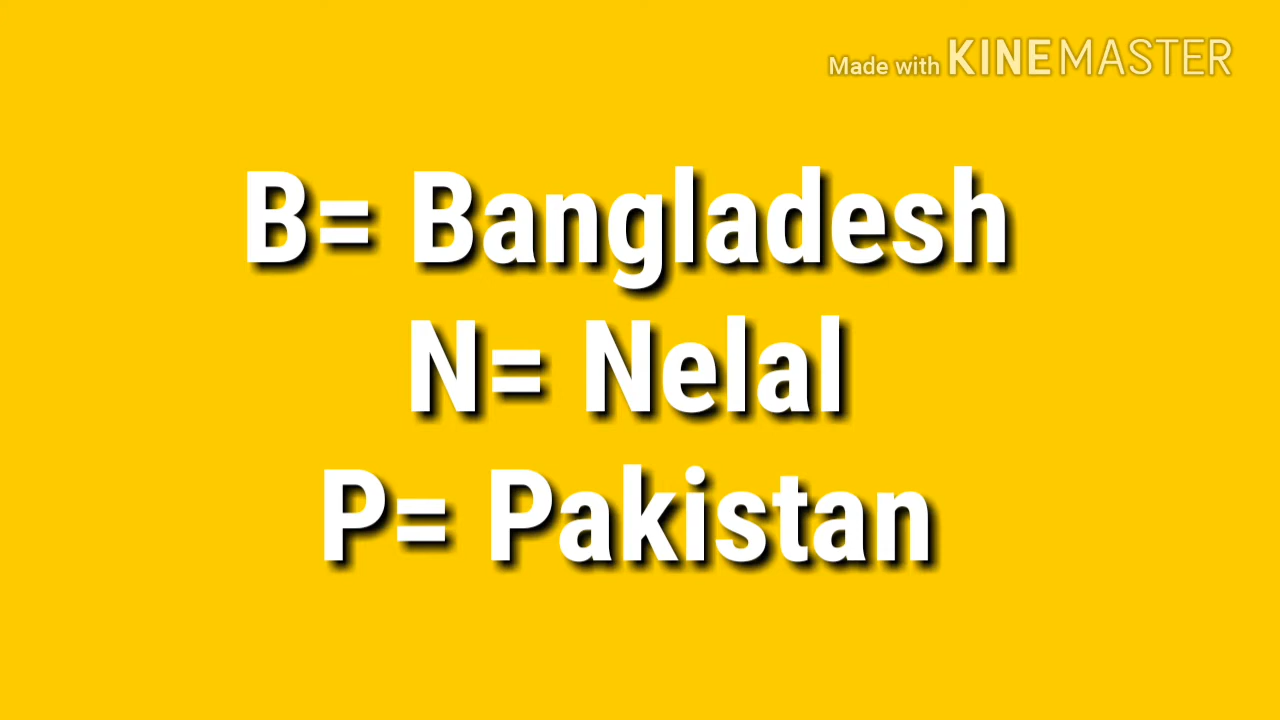 Made with KINEMASTER
B= Bangladesh
N= Nelal
P= Pakistan